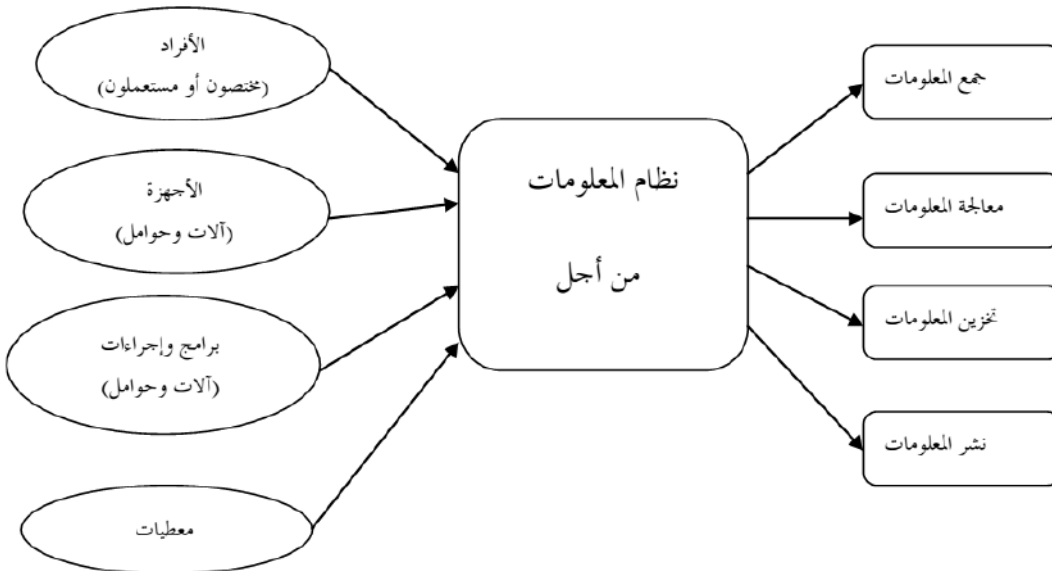 الأفراد
(مختصون أو مستعملون)
الأجهزة
(آلات وحوامل)
برامج وإجراءات
(آلات وحوامل)
معطيات
نظام المعلومات
من أجل
جمع المعلومات
معالجة المعلومات
تخزين المعلومات
نشر المعلومات